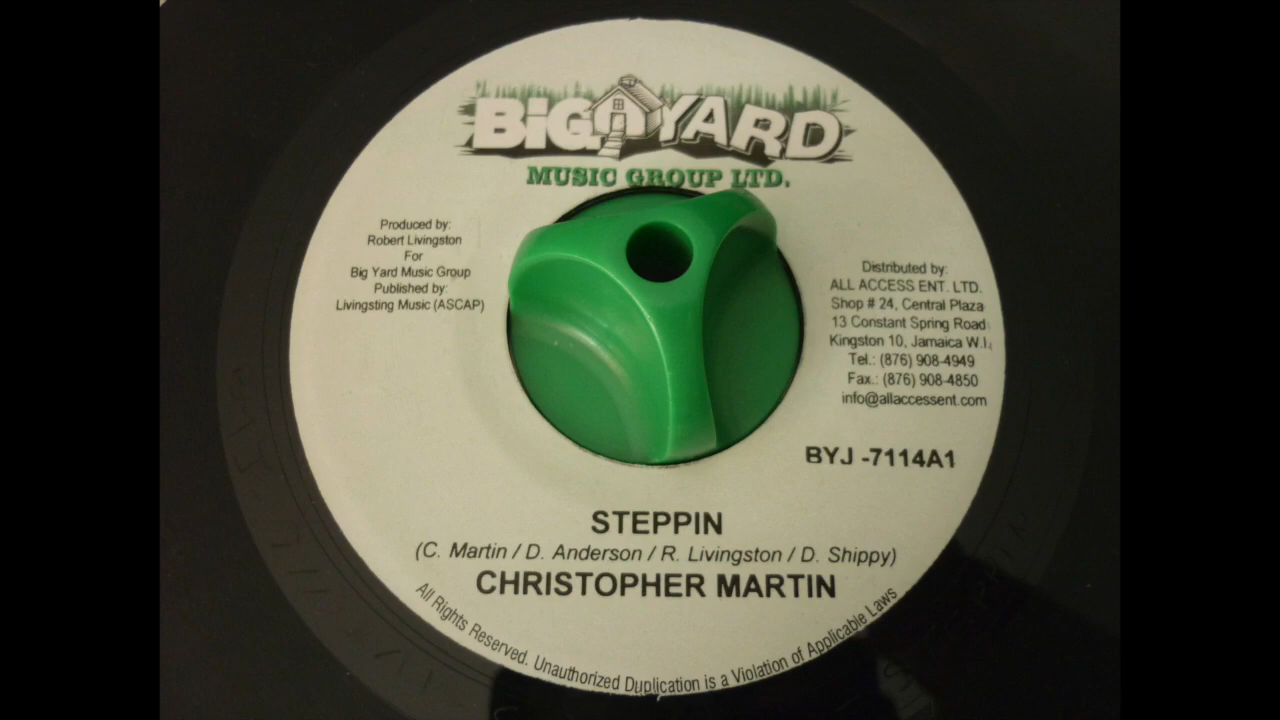 BIG YARD
MUSIC GROUP LTD.
Produced by:
Robert Livingston
For
Big Yard Music Group
Published by:
Livingsting Music (ASCAP)
Distributed by:
ALL ACCESS ENT. LTD.
Shop # 24, Central Plaza
13 Constant Spring Road
Kingston 10, Jamaica W.I.
Tel.: (876) 908-4949
Fax.: (876) 908-4850
info@allaccessent.com
BYJ -7114A1
STEPPIN
(C. Martin / D. Anderson / R. Livingston / D. Shippy)
CHRISTOPHER MARTIN
All Rights Reserved. Unauthorized Duplication is a Violation of Applicable Laws